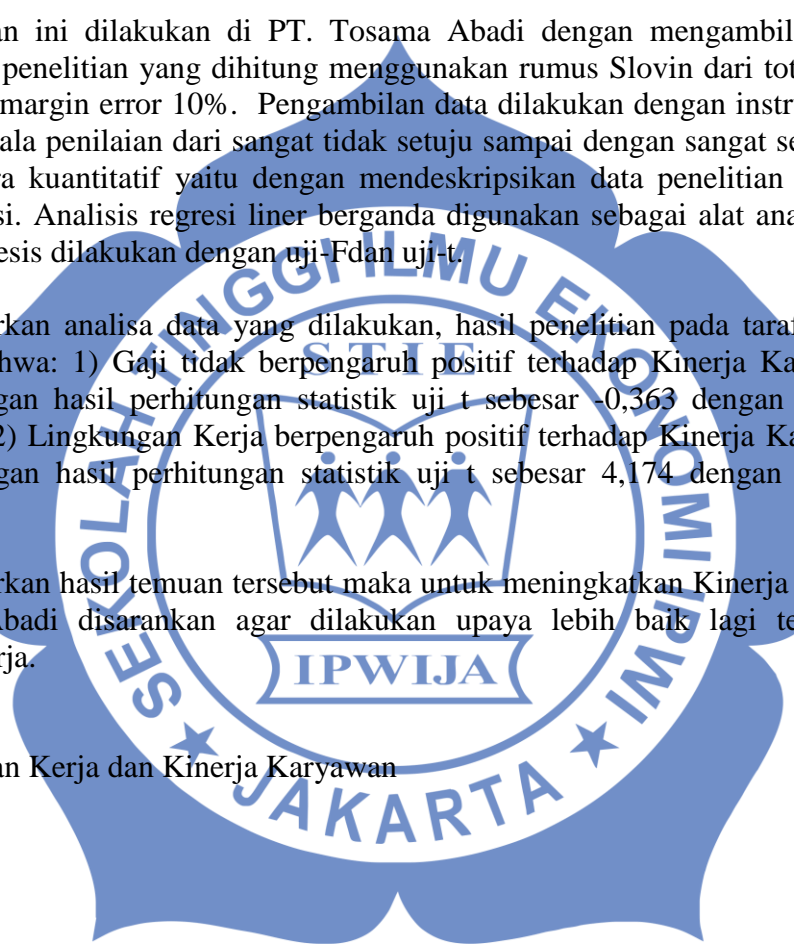 an ini dilakukan di PT. Tosama Abadi dengan mengambil
penelitian yang dihitung menggunakan rumus Slovin dari tot
margin error 10%. Pengambilan data dilakukan dengan instr
ala penilaian dari sangat tidak setuju sampai dengan sangat se
ra kuantitatif yaitu dengan mendeskripsikan data penelitian
si. Analisis regresi liner berganda digunakan sebagai alat ana
esis dilakukan dengan uji-Fdan uji-t.
rkan analisa data yang dilakukan, hasil penelitian pada taraf
hwa: 1) Gaji tidak berpengaruh positif terhadap Kinerja Ka
gan hasil perhitungan statistik uji t sebesar -0,363 dengan
2) Lingkungan Kerja berpengaruh positif terhadap Kinerja Ka
gan hasil perhitungan statistik uji t sebesar 4,174 dengan
rkan hasil temuan tersebut maka untuk meningkatkan Kinerja
Abadi disarankan agar dilakukan upaya lebih baik lagi te
rja.
an Kerja dan Kinerja Karyawan
SEKOLAH TINGGI ILMU EKONOMI IPWI
STIE
IPWIJA
★ JAKARTA ★